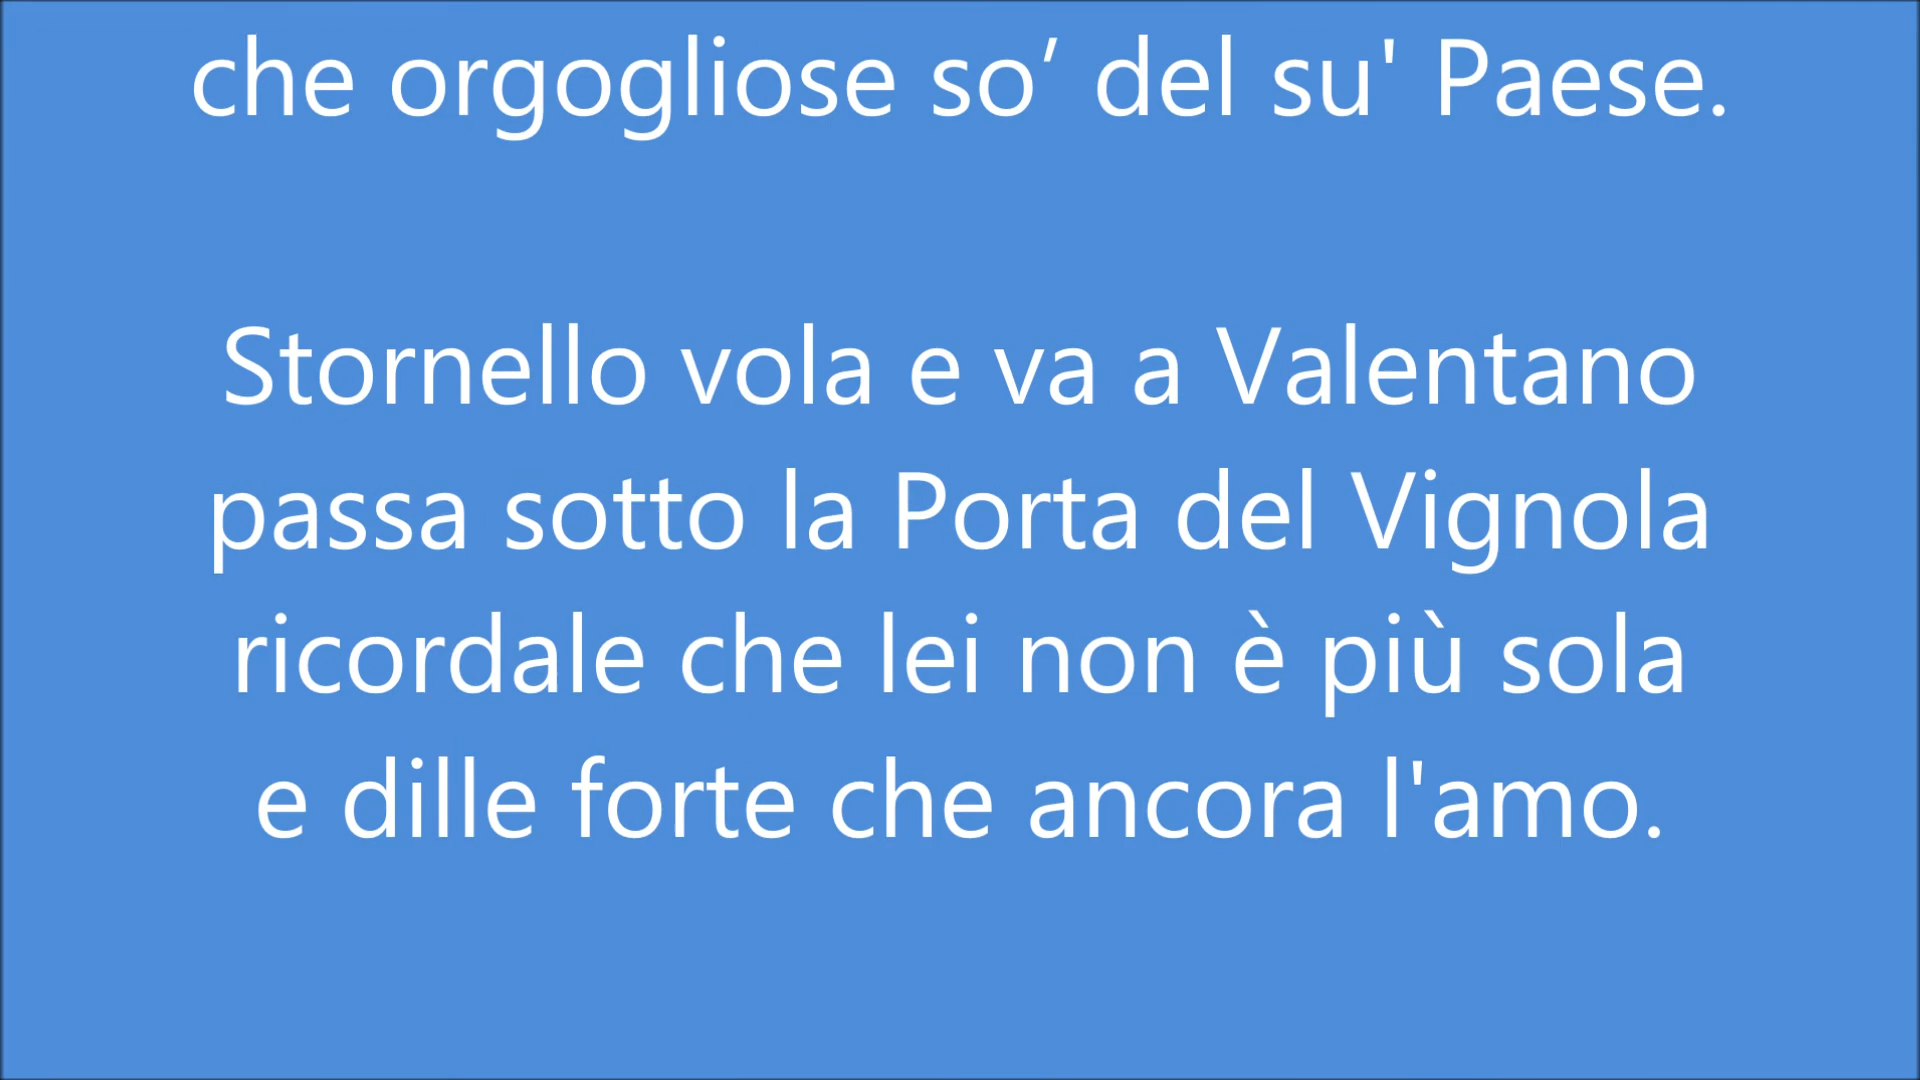 che orgogliose so’ del su' Paese.
Stornello vola e va a Valentano
passa sotto la Porta del Vignola
ricordale che lei non è più sola
e dille forte che ancora l'amo.